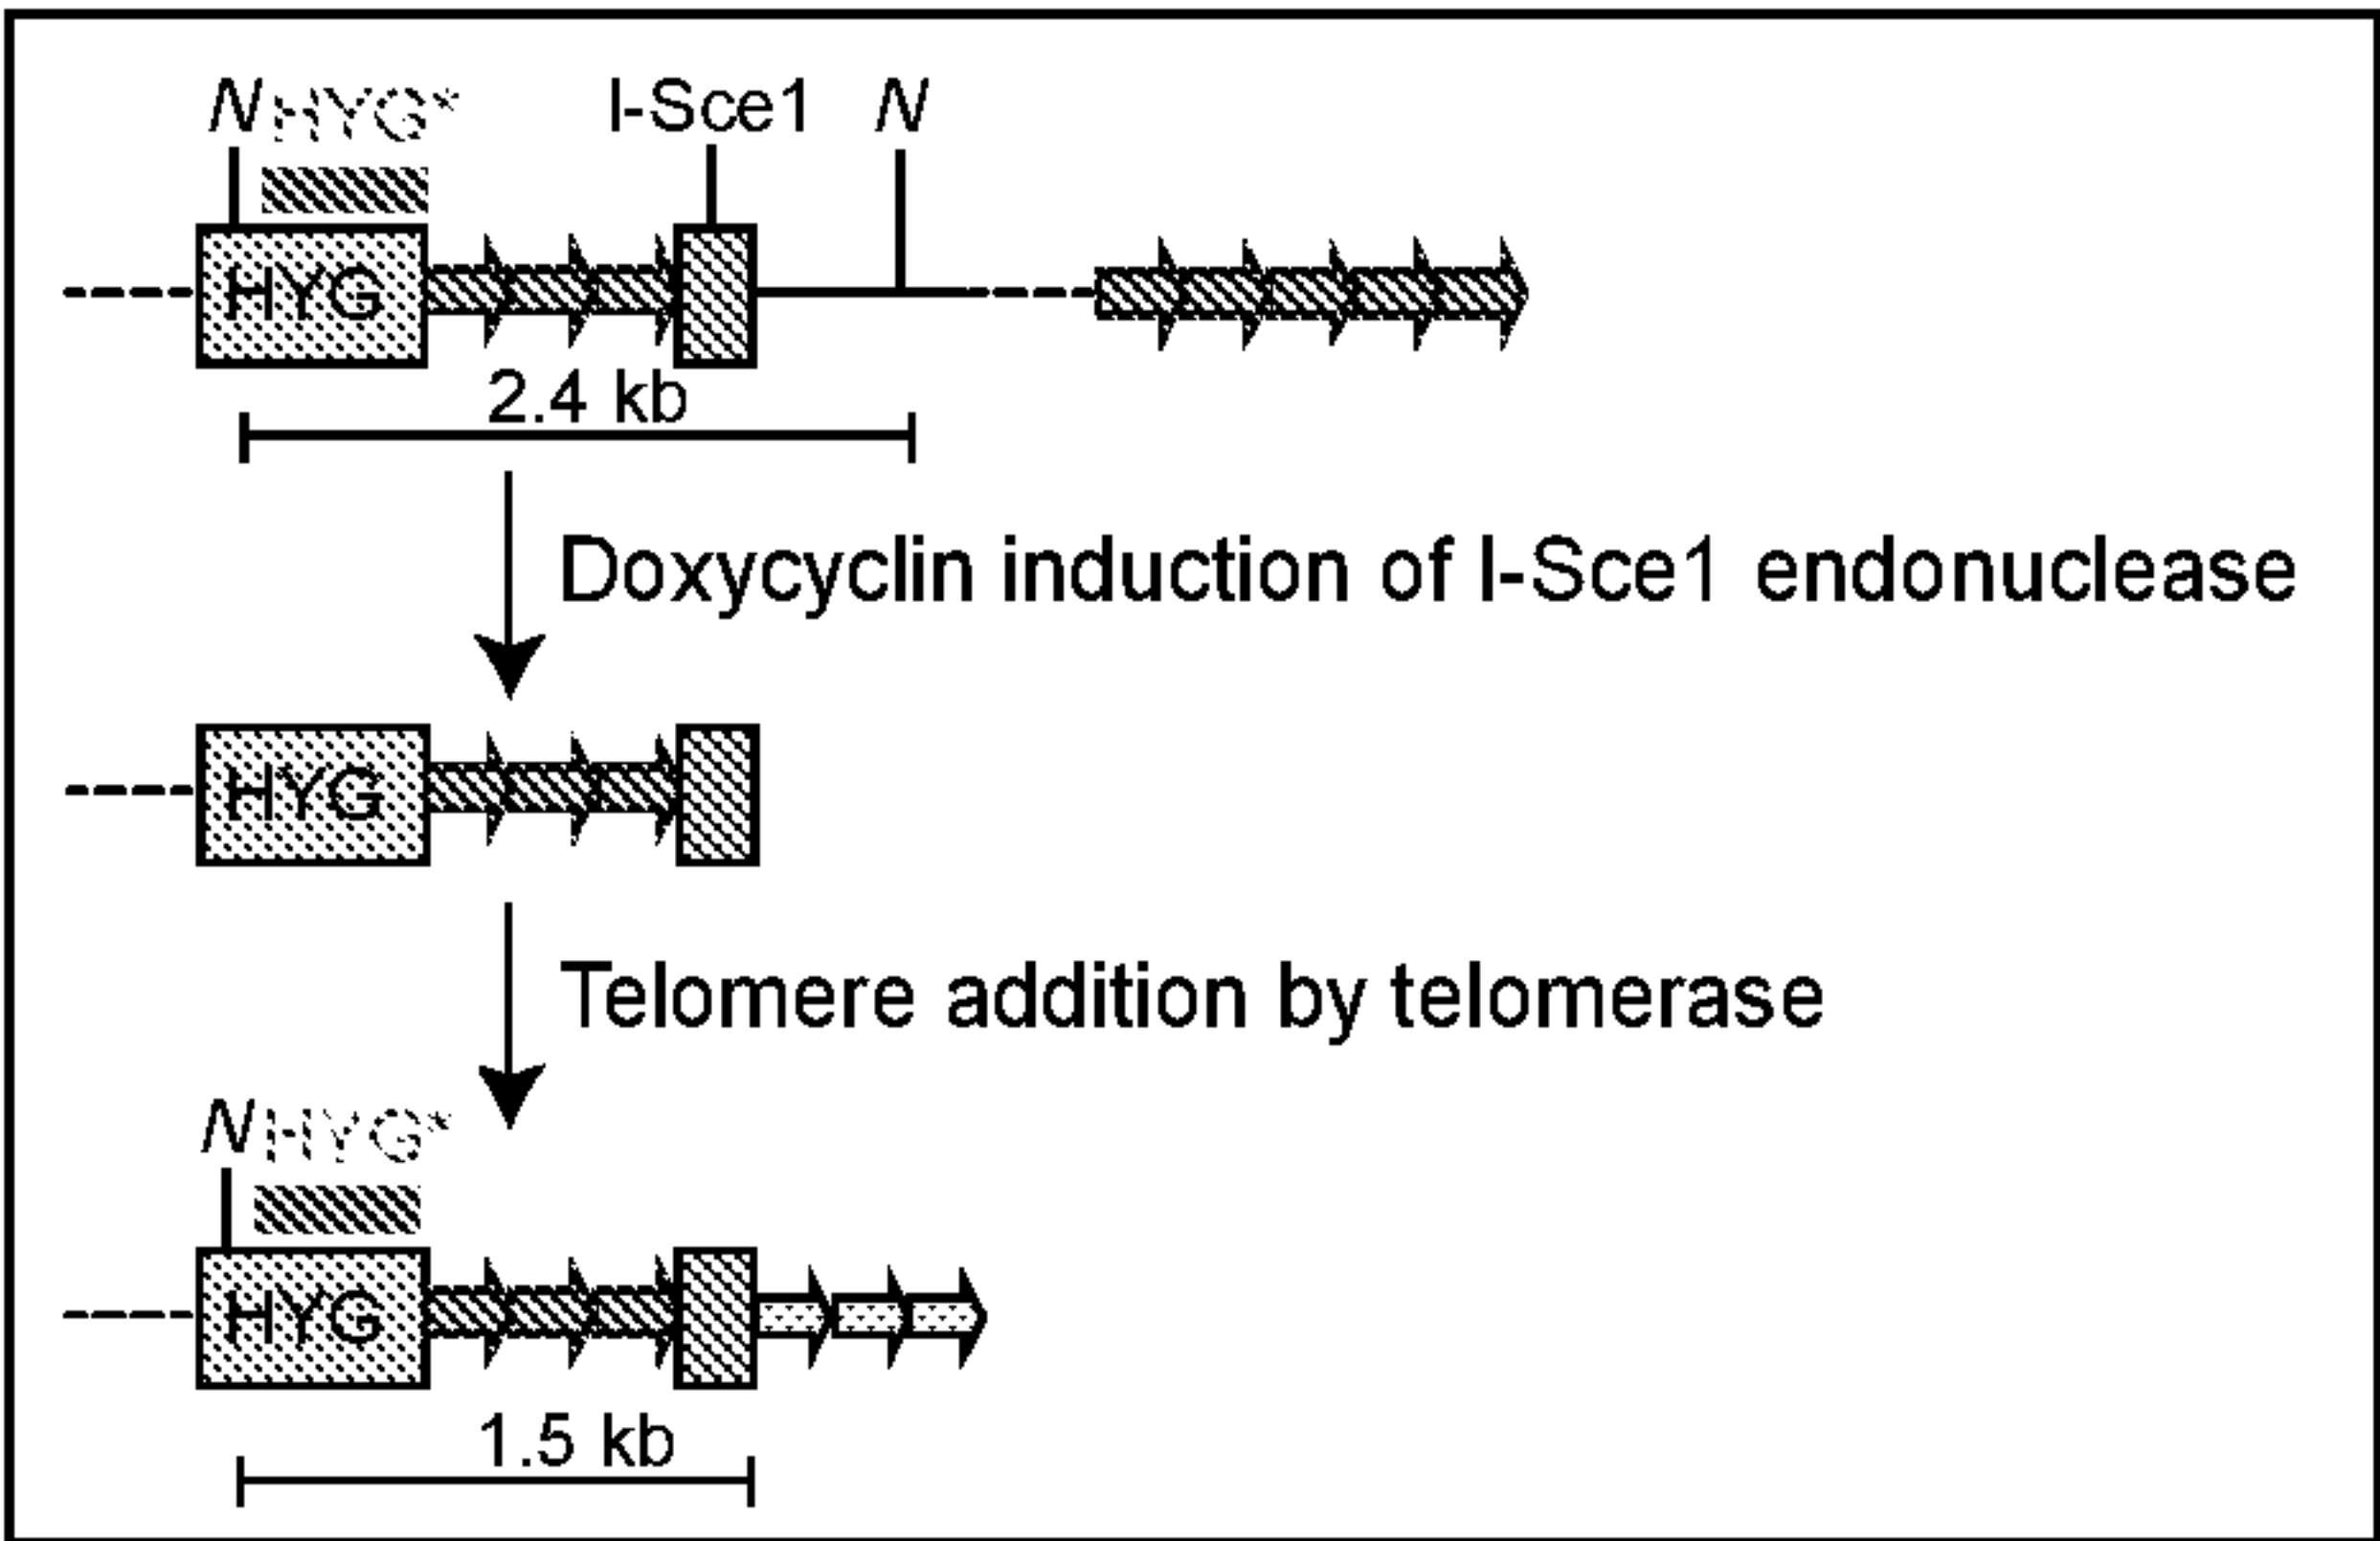 N HYG* I-Sce1 N
HYG
2.4 kb
Doxycyclin induction of I-Sce1 endonuclease
HYG
Telomere addition by telomerase
N HYG*
HYG
1.5 kb